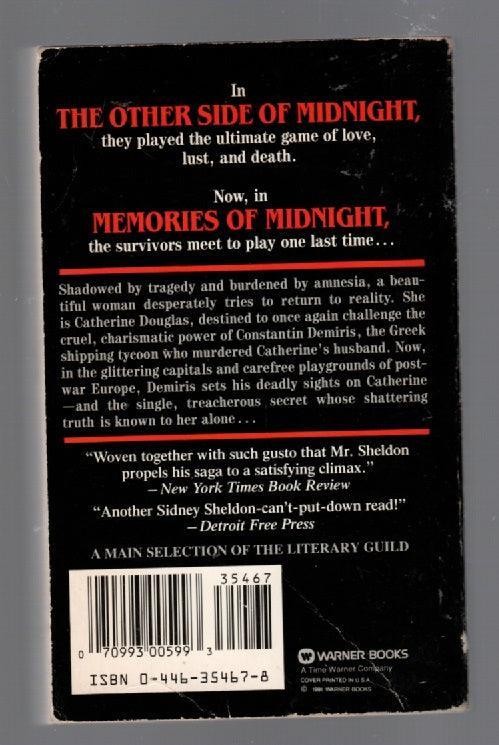 In
THE OTHER SIDE OF MIDNIGHT,
they played the ultimate game of love,
lust, and death.
Now, in
MEMORIES OF MIDNIGHT,
the survivors meet to play one last time...
Shadowed by tragedy and burdened by amnesia, a beau-
tiful woman desperately tries to return to reality. She
is Catherine Douglas, destined to once again challenge the
cruel, charismatic power of Constantin Demiris, the Greek
shipping tycoon who murdered Catherine's husband. Now,
in the glittering capitals and carefree playgrounds of post-
war Europe, Demiris sets his deadly sights on Catherine
—and the single, treacherous secret whose shattering
truth is known to her alone...
“Woven together with such gusto that Mr. Sheldon
propels his saga to a satisfying climax.”
—New York Times Book Review
“Another Sidney Sheldon-can't-put-down read!”
—Detroit Free Press
A MAIN SELECTION OF THE LITERARY GUILD
35467
0 70993 00599 3
ISBN 0-446-35467-8
WARNER BOOKS
A Time Warner Company
COVER PRINTED IN U.S.A.
© 1991 WARNER BOOKS